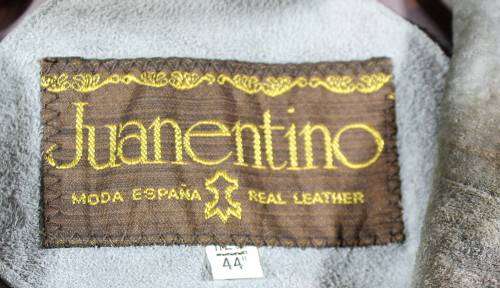 Juanentino
MODA ESPAÑA REAL LEATHER
44"